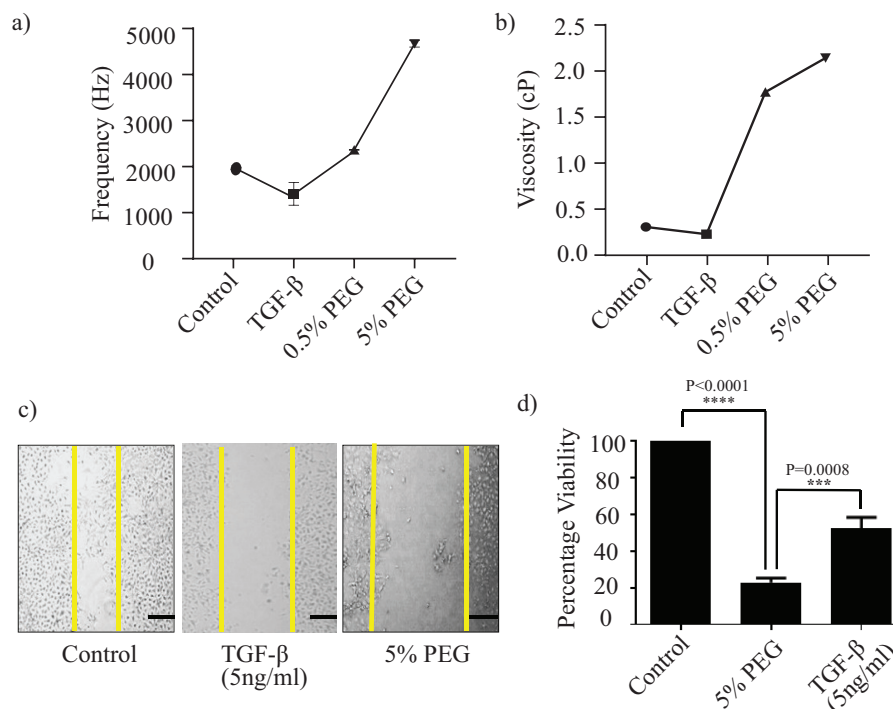 a)
Frequency (Hz)
5000
4000
3000
2000
1000
0
Control
TGF-β
0.5% PEG
5% PEG
b)
Viscosity (cP)
2.5
2.0
1.5
1.0
0.5
0.0
Control
TGF-β
0.5% PEG
5% PEG
c)
Control
TGF-β
(5ng/ml)
5% PEG
d)
P<0.0001
****
P=0.0008
***
Percentage Viability
100
80
60
40
20
0
Control
5% PEG
TGF-β
(5ng/ml)